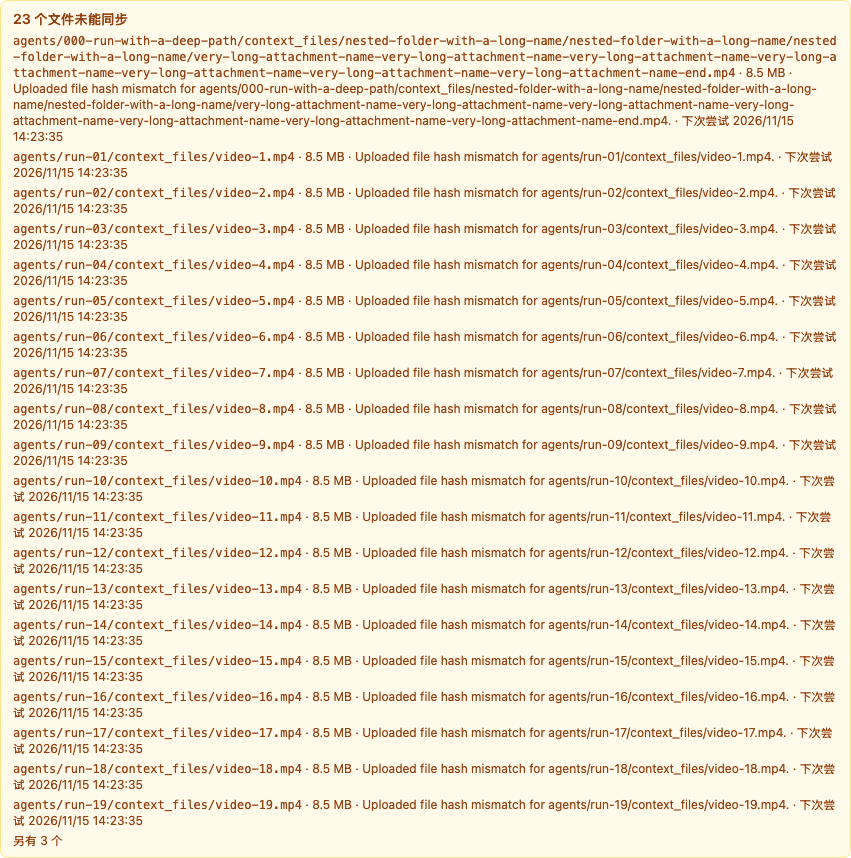 23 个文件未能同步
agents/000-run-with-a-deep-path/context_files/nested-folder-with-a-long-name/nested-folder-with-a-long-name/nested
-folder-with-a-long-name/very-long-attachment-name-very-long-attachment-name-very-long-attachment-name-very-long-a
ttachment-name-very-long-attachment-name-very-long-attachment-name-very-long-attachment-name-end.mp4 · 8.5 MB ·
Uploaded file hash mismatch for agents/000-run-with-a-deep-path/context_files/nested-folder-with-a-long-name/nested-folder-with-a-long-
name/nested-folder-with-a-long-name/very-long-attachment-name-very-long-attachment-name-very-long-
attachment-name-very-long-attachment-name-very-long-attachment-name-very-long-attachment-name-end.mp4. · 下次尝试 2026/11/15
14:23:35
agents/run-01/context_files/video-1.mp4 · 8.5 MB · Uploaded file hash mismatch for agents/run-01/context_files/video-1.mp4. · 下次尝试
2026/11/15 14:23:35
agents/run-02/context_files/video-2.mp4 · 8.5 MB · Uploaded file hash mismatch for agents/run-02/context_files/video-2.mp4. · 下次尝试
2026/11/15 14:23:35
agents/run-03/context_files/video-3.mp4 · 8.5 MB · Uploaded file hash mismatch for agents/run-03/context_files/video-3.mp4. · 下次尝试
2026/11/15 14:23:35
agents/run-04/context_files/video-4.mp4 · 8.5 MB · Uploaded file hash mismatch for agents/run-04/context_files/video-4.mp4. · 下次尝试
2026/11/15 14:23:35
agents/run-05/context_files/video-5.mp4 · 8.5 MB · Uploaded file hash mismatch for agents/run-05/context_files/video-5.mp4. · 下次尝试
2026/11/15 14:23:35
agents/run-06/context_files/video-6.mp4 · 8.5 MB · Uploaded file hash mismatch for agents/run-06/context_files/video-6.mp4. · 下次尝试
2026/11/15 14:23:35
agents/run-07/context_files/video-7.mp4 · 8.5 MB · Uploaded file hash mismatch for agents/run-07/context_files/video-7.mp4. · 下次尝试
2026/11/15 14:23:35
agents/run-08/context_files/video-8.mp4 · 8.5 MB · Uploaded file hash mismatch for agents/run-08/context_files/video-8.mp4. · 下次尝试
2026/11/15 14:23:35
agents/run-09/context_files/video-9.mp4 · 8.5 MB · Uploaded file hash mismatch for agents/run-09/context_files/video-9.mp4. · 下次尝试
2026/11/15 14:23:35
agents/run-10/context_files/video-10.mp4 · 8.5 MB · Uploaded file hash mismatch for agents/run-10/context_files/video-10.mp4. · 下次尝
试 2026/11/15 14:23:35
agents/run-11/context_files/video-11.mp4 · 8.5 MB · Uploaded file hash mismatch for agents/run-11/context_files/video-11.mp4. · 下次尝
试 2026/11/15 14:23:35
agents/run-12/context_files/video-12.mp4 · 8.5 MB · Uploaded file hash mismatch for agents/run-12/context_files/video-12.mp4. · 下次尝
试 2026/11/15 14:23:35
agents/run-13/context_files/video-13.mp4 · 8.5 MB · Uploaded file hash mismatch for agents/run-13/context_files/video-13.mp4. · 下次尝
试 2026/11/15 14:23:35
agents/run-14/context_files/video-14.mp4 · 8.5 MB · Uploaded file hash mismatch for agents/run-14/context_files/video-14.mp4. · 下次尝
试 2026/11/15 14:23:35
agents/run-15/context_files/video-15.mp4 · 8.5 MB · Uploaded file hash mismatch for agents/run-15/context_files/video-15.mp4. · 下次尝
试 2026/11/15 14:23:35
agents/run-16/context_files/video-16.mp4 · 8.5 MB · Uploaded file hash mismatch for agents/run-16/context_files/video-16.mp4. · 下次尝
试 2026/11/15 14:23:35
agents/run-17/context_files/video-17.mp4 · 8.5 MB · Uploaded file hash mismatch for agents/run-17/context_files/video-17.mp4. · 下次尝
试 2026/11/15 14:23:35
agents/run-18/context_files/video-18.mp4 · 8.5 MB · Uploaded file hash mismatch for agents/run-18/context_files/video-18.mp4. · 下次尝
试 2026/11/15 14:23:35
agents/run-19/context_files/video-19.mp4 · 8.5 MB · Uploaded file hash mismatch for agents/run-19/context_files/video-19.mp4. · 下次尝
试 2026/11/15 14:23:35
另有 3 个